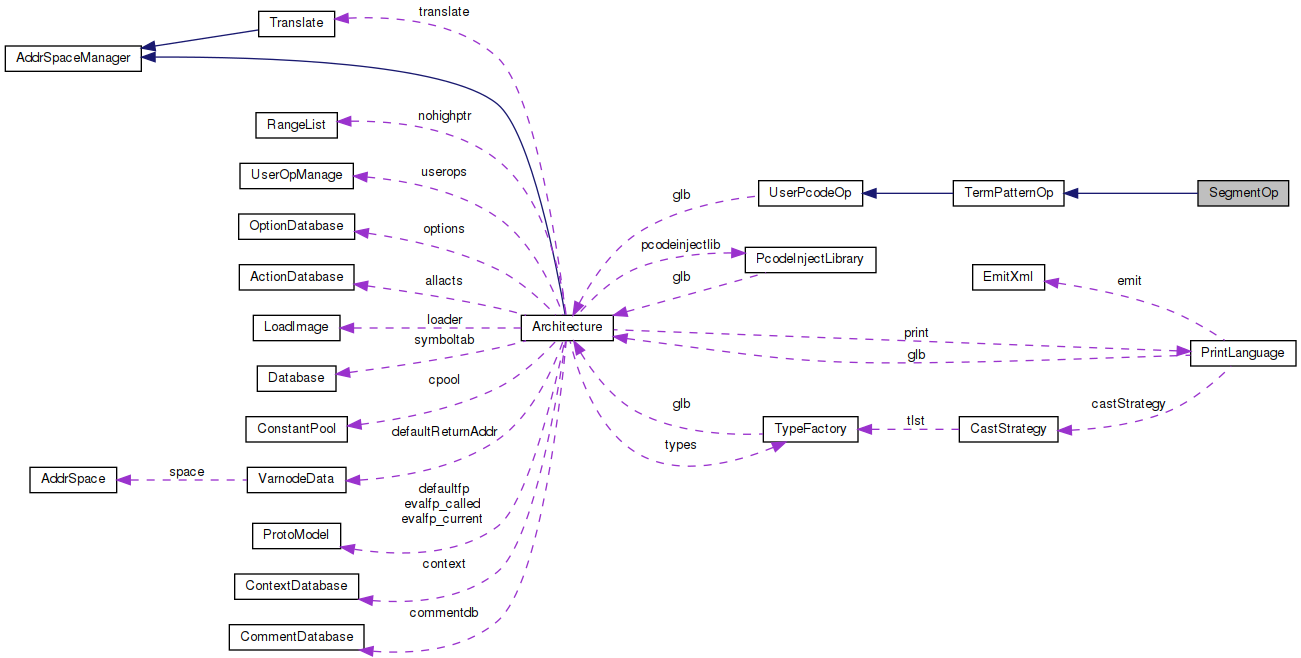 translate
Translate
AddrSpaceManager
nohighptr
RangeList
userops
UserOpManage
glb
UserPcodeOp
TermPatternOp
SegmentOp
OptionDatabase
options
pcodeinjectlib
PcodeInjectLibrary
ActionDatabase
allacts
glb
EmitXml
emit
LoadImage
loader
Architecture
print
symboltab
glb
PrintLanguage
Database
cpool
glb
castStrategy
ConstantPool
defaultReturnAddr
types
TypeFactory
tlst
CastStrategy
AddrSpace
space
VarnodeData
defaultfp
evalfp_called
evalfp_current
ProtoModel
context
ContextDatabase
commentdb
CommentDatabase